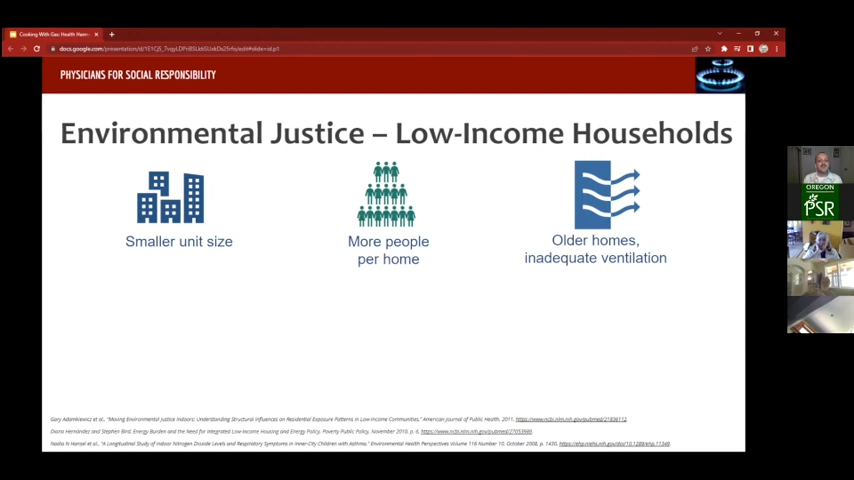 Cooking With Gas: Health Harm
docs.google.com
PHYSICIANS FOR SOCIAL RESPONSIBILITY
Environmental Justice – Low-Income Households
Smaller unit size
More people
per home
Older homes,
inadequate ventilation
OREGON
PSR
Gary Adamkiewicz et al., "Moving Environmental Justice Indoors: Understanding Structural Influences on Residential Exposure Patterns in Low-Income Communities," American Journal of Public Health, 2011, https://www.ncbi.nlm.nih.gov/pubmed/21836112
Diana Hernández and Stephen Bird, Energy Burden and the Need for Integrated Low-Income Housing and Energy Policy, Poverty Public Policy, November 2010, p. 6, https://www.ncbi.nlm.nih.gov/pubmed/27053989.
Nadia N Hansel et al., "A Longitudinal Study of Indoor Nitrogen Dioxide Levels and Respiratory Symptoms in Inner-City Children with Asthma." Environmental Health Perspectives Volume 116 Number 10, October 2008, p. 1430, https://ehp.niehs.nih.gov/doi/10.1289/ehp.11349.